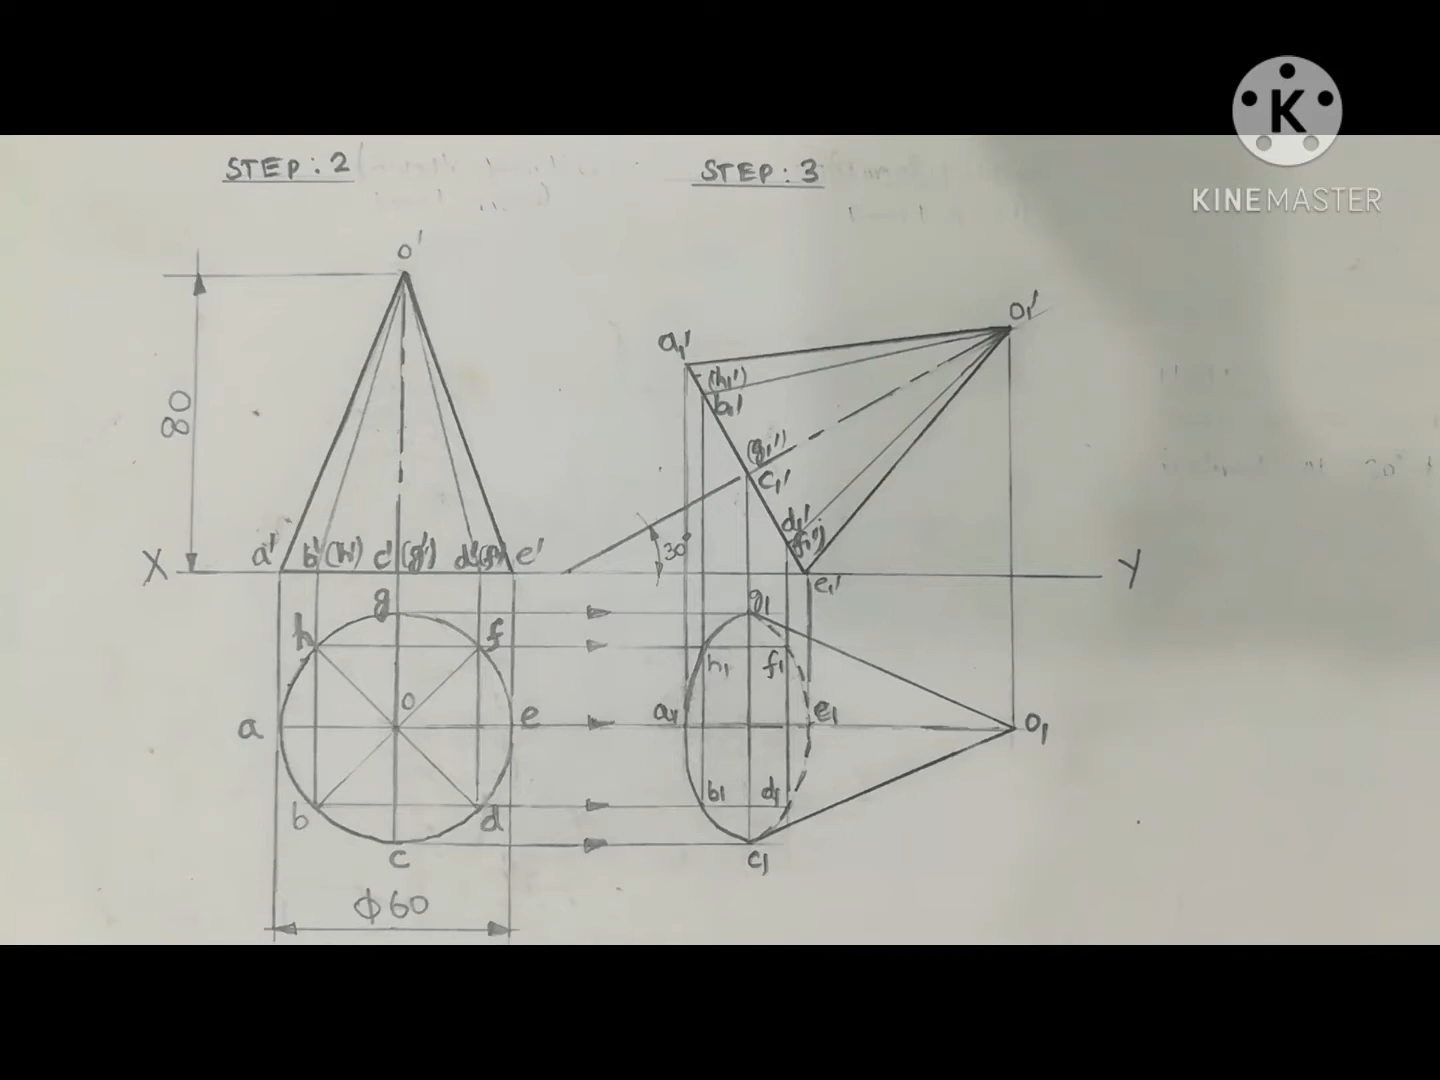 STEP : 2
STEP : 3
K
KINEMASTER
o'
80
a' b' (h') c' (g') d' (f') e'
X
Y
g
h
f
o
a
e
b
d
c
ϕ60
o₁'
a₁'
(h₁')
b₁'
(g₁')
c₁'
d₁'
(f₁')
30°
e₁'
g₁
h₁
f₁
a₁
e₁
o₁
b₁
d₁
c₁